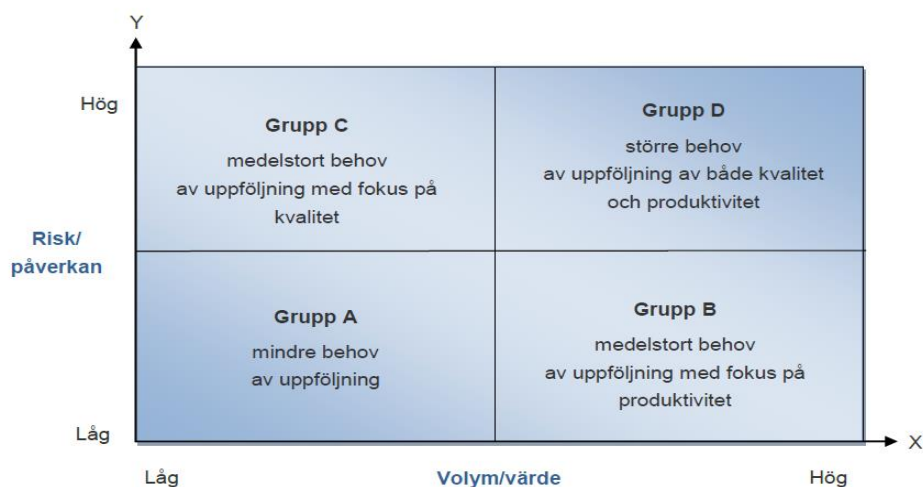 Y
Hög
Grupp C
medelstort behov
av uppföljning med fokus på
kvalitet
Grupp D
större behov
av uppföljning av både kvalitet
och produktivitet
Risk/
påverkan
Grupp A
mindre behov
av uppföljning
Grupp B
medelstort behov
av uppföljning med fokus på
produktivitet
Låg
X
Låg
Volym/värde
Hög